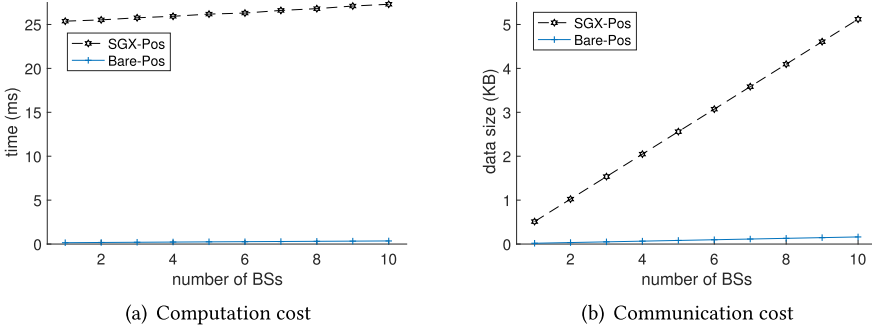 25
20
15
10
5
0
time (ms)
SGX-Pos
Bare-Pos
2
4
6
8
10
number of BSs
(a) Computation cost
5
4
3
2
1
0
data size (KB)
SGX-Pos
Bare-Pos
2
4
6
8
10
number of BSs
(b) Communication cost